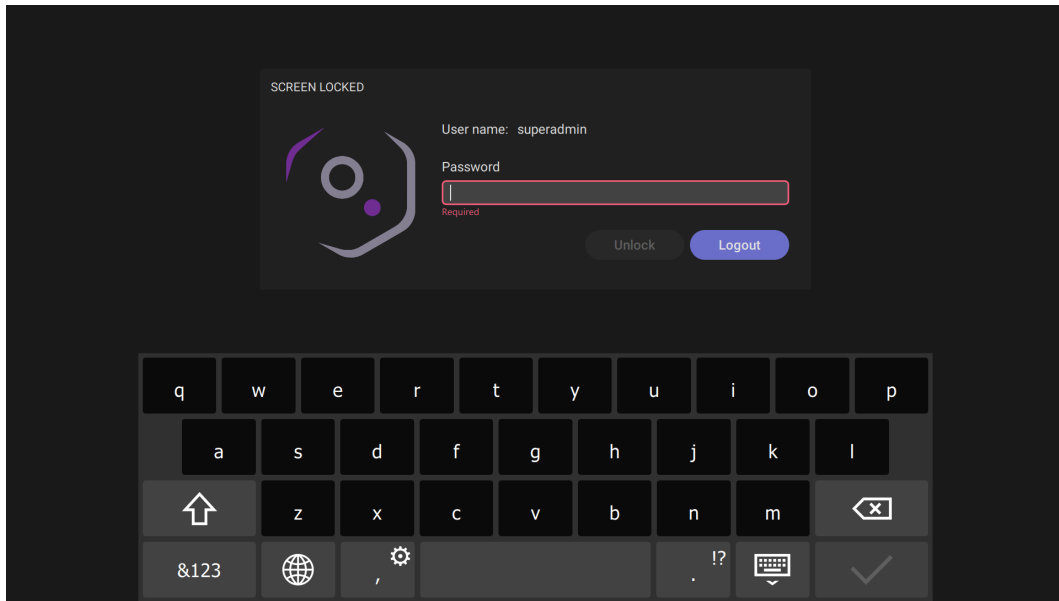 SCREEN LOCKED
User name: superadmin
Password
Required
Unlock Logout
q w e r t y u i o p
a s d f g h j k l
z x c v b n m
&123 , . !?